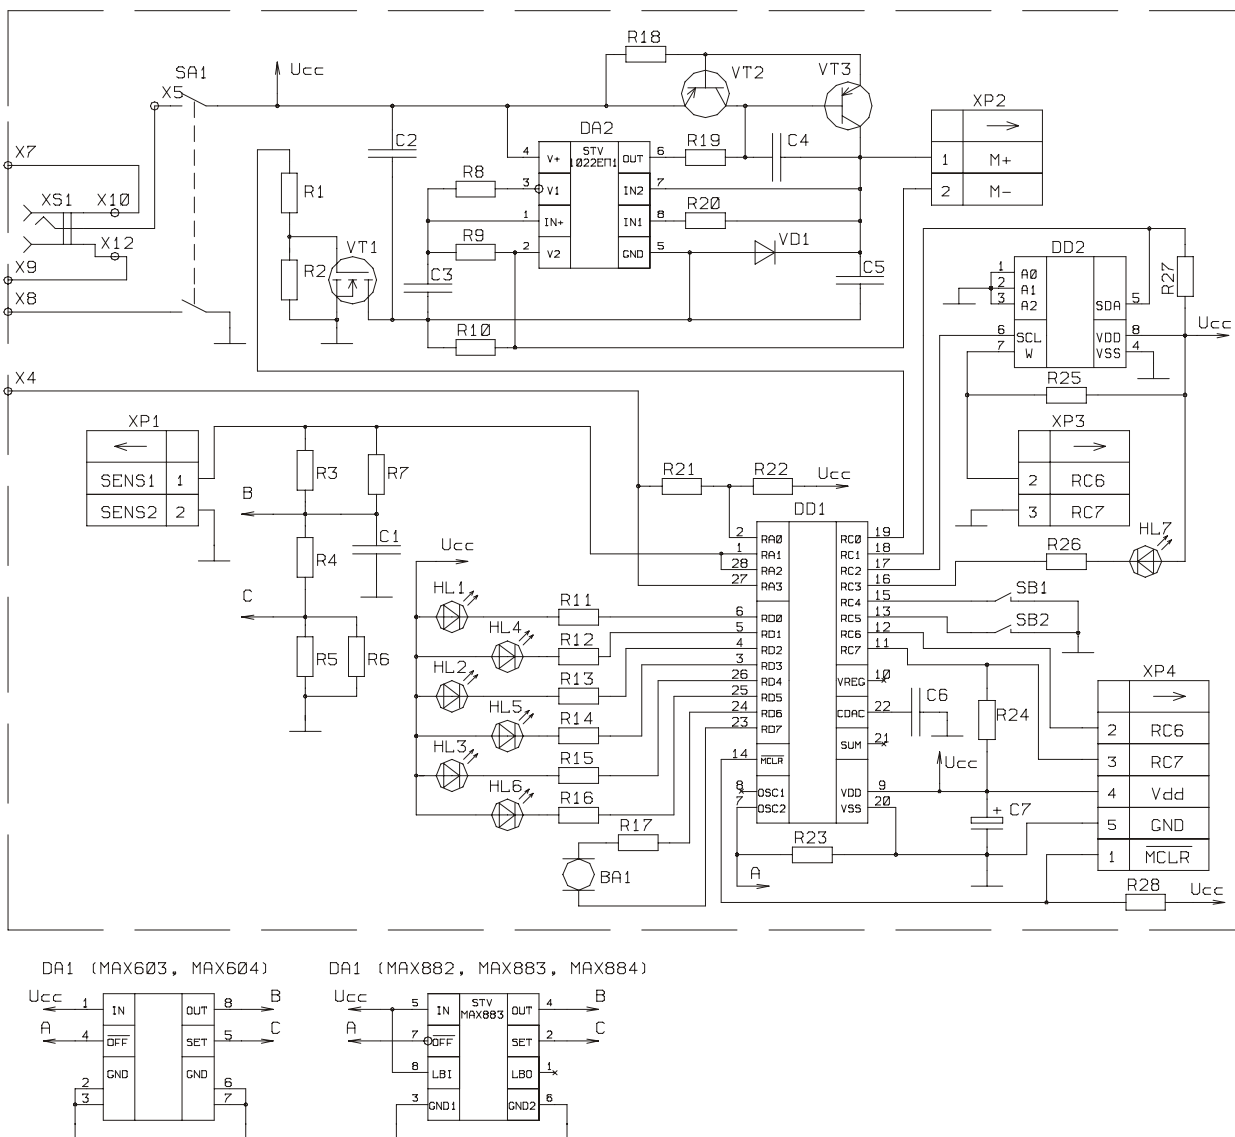 R18
SA1
Ucc
VT2
VT3
X5
XP2
DA2
C2
4
V+
STV
1022ЕП1
OUT
6
R19
C4
1
M+
X7
R8
3
V1
IN2
7
2
M-
R1
XS1
X10
1
IN+
IN1
8
R20
VT1
R9
2
V2
GND
5
VD1
DD2
X12
R2
C3
C5
R27
1
A0
2
A1
3
A2
SDA
5
X9
X8
R10
6
SCL
VDD
8
Ucc
7
W
VSS
4
X4
R25
XP1
XP3
R3
R7
R21
R22
Ucc
SENS1
1
2
RC6
B
SENS2
2
DD1
3
RC7
C1
Ucc
2
RA0
RC0
19
HL7
R4
1
RA1
RC1
18
R26
28
RA2
RC2
17
27
RA3
RC3
16
C
HL1
R11
RC4
15
SB1
6
RD0
RC5
13
HL4
R12
5
RD1
RC6
12
SB2
R5
R6
HL2
R13
4
RD2
RC7
11
3
RD3
XP4
26
RD4
VREG
10
HL5
R14
25
RD5
C6
R24
24
RD6
CDAC
22
2
RC6
23
RD7
HL3
R15
SUM
21
14
MCLR
Ucc
3
RC7
HL6
R16
8
OSC1
VDD
9
4
Vdd
7
OSC2
VSS
20
+
C7
R17
5
GND
R23
1
MCLR
BA1
A
R28
Ucc
DA1 (MAX603, MAX604)
DA1 (MAX882, MAX883, MAX884)
Ucc
1
IN
OUT
8
B
A
4
OFF
SET
5
C
GND
GND
2
6
3
7
Ucc
5
IN
STV
MAX883
OUT
4
B
A
7
OFF
SET
2
C
8
LBI
LBO
1
3
GND1
GND2
6